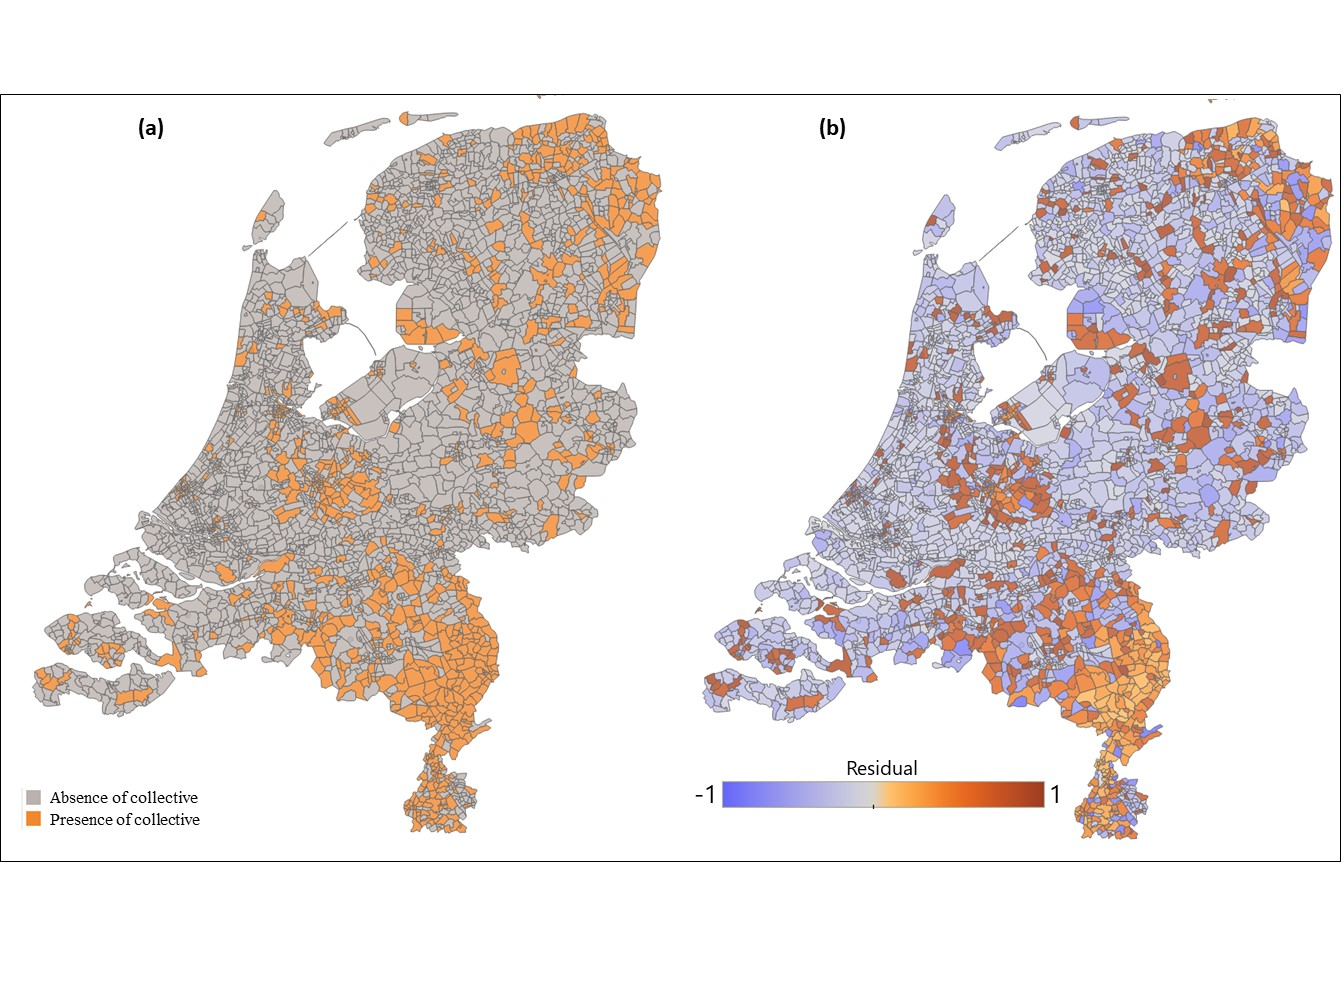 (a)
(b)
Absence of collective
Presence of collective
Residual
-1
1